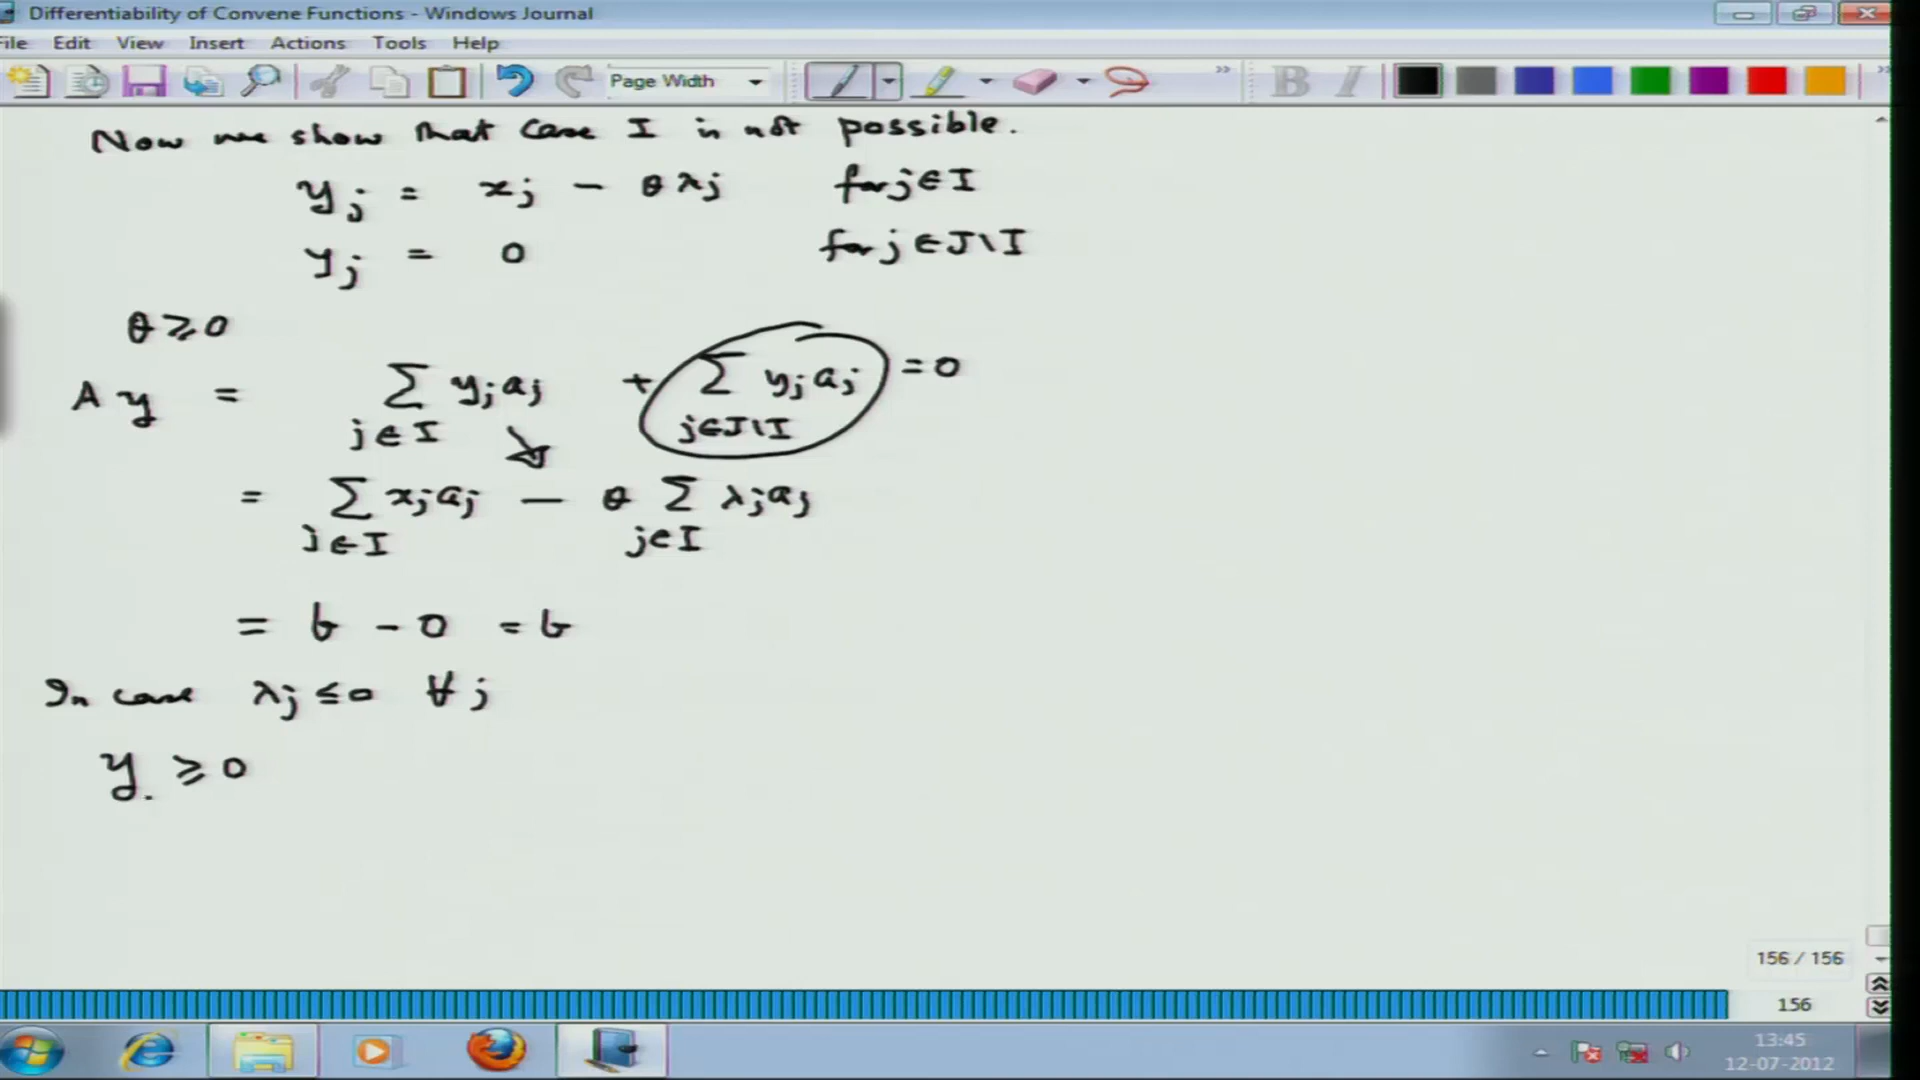 Differentiability of Convene Functions - Windows Journal
File Edit View Insert Actions Tools Help
Page Width B I
Now we show that Case I is not possible.
yj = xj - θλj for j∈I
yj = 0 for j∈J\I
θ≥0
Ay = Σ j∈I yjaj + Σ j∈J\I yjaj = 0
= Σ j∈I xjaj - θ Σ j∈I λjaj
= b - 0 = b
In case λj ≤ 0 ∀ j
y ≥ 0
156 / 156
156
13:45
12-07-2012